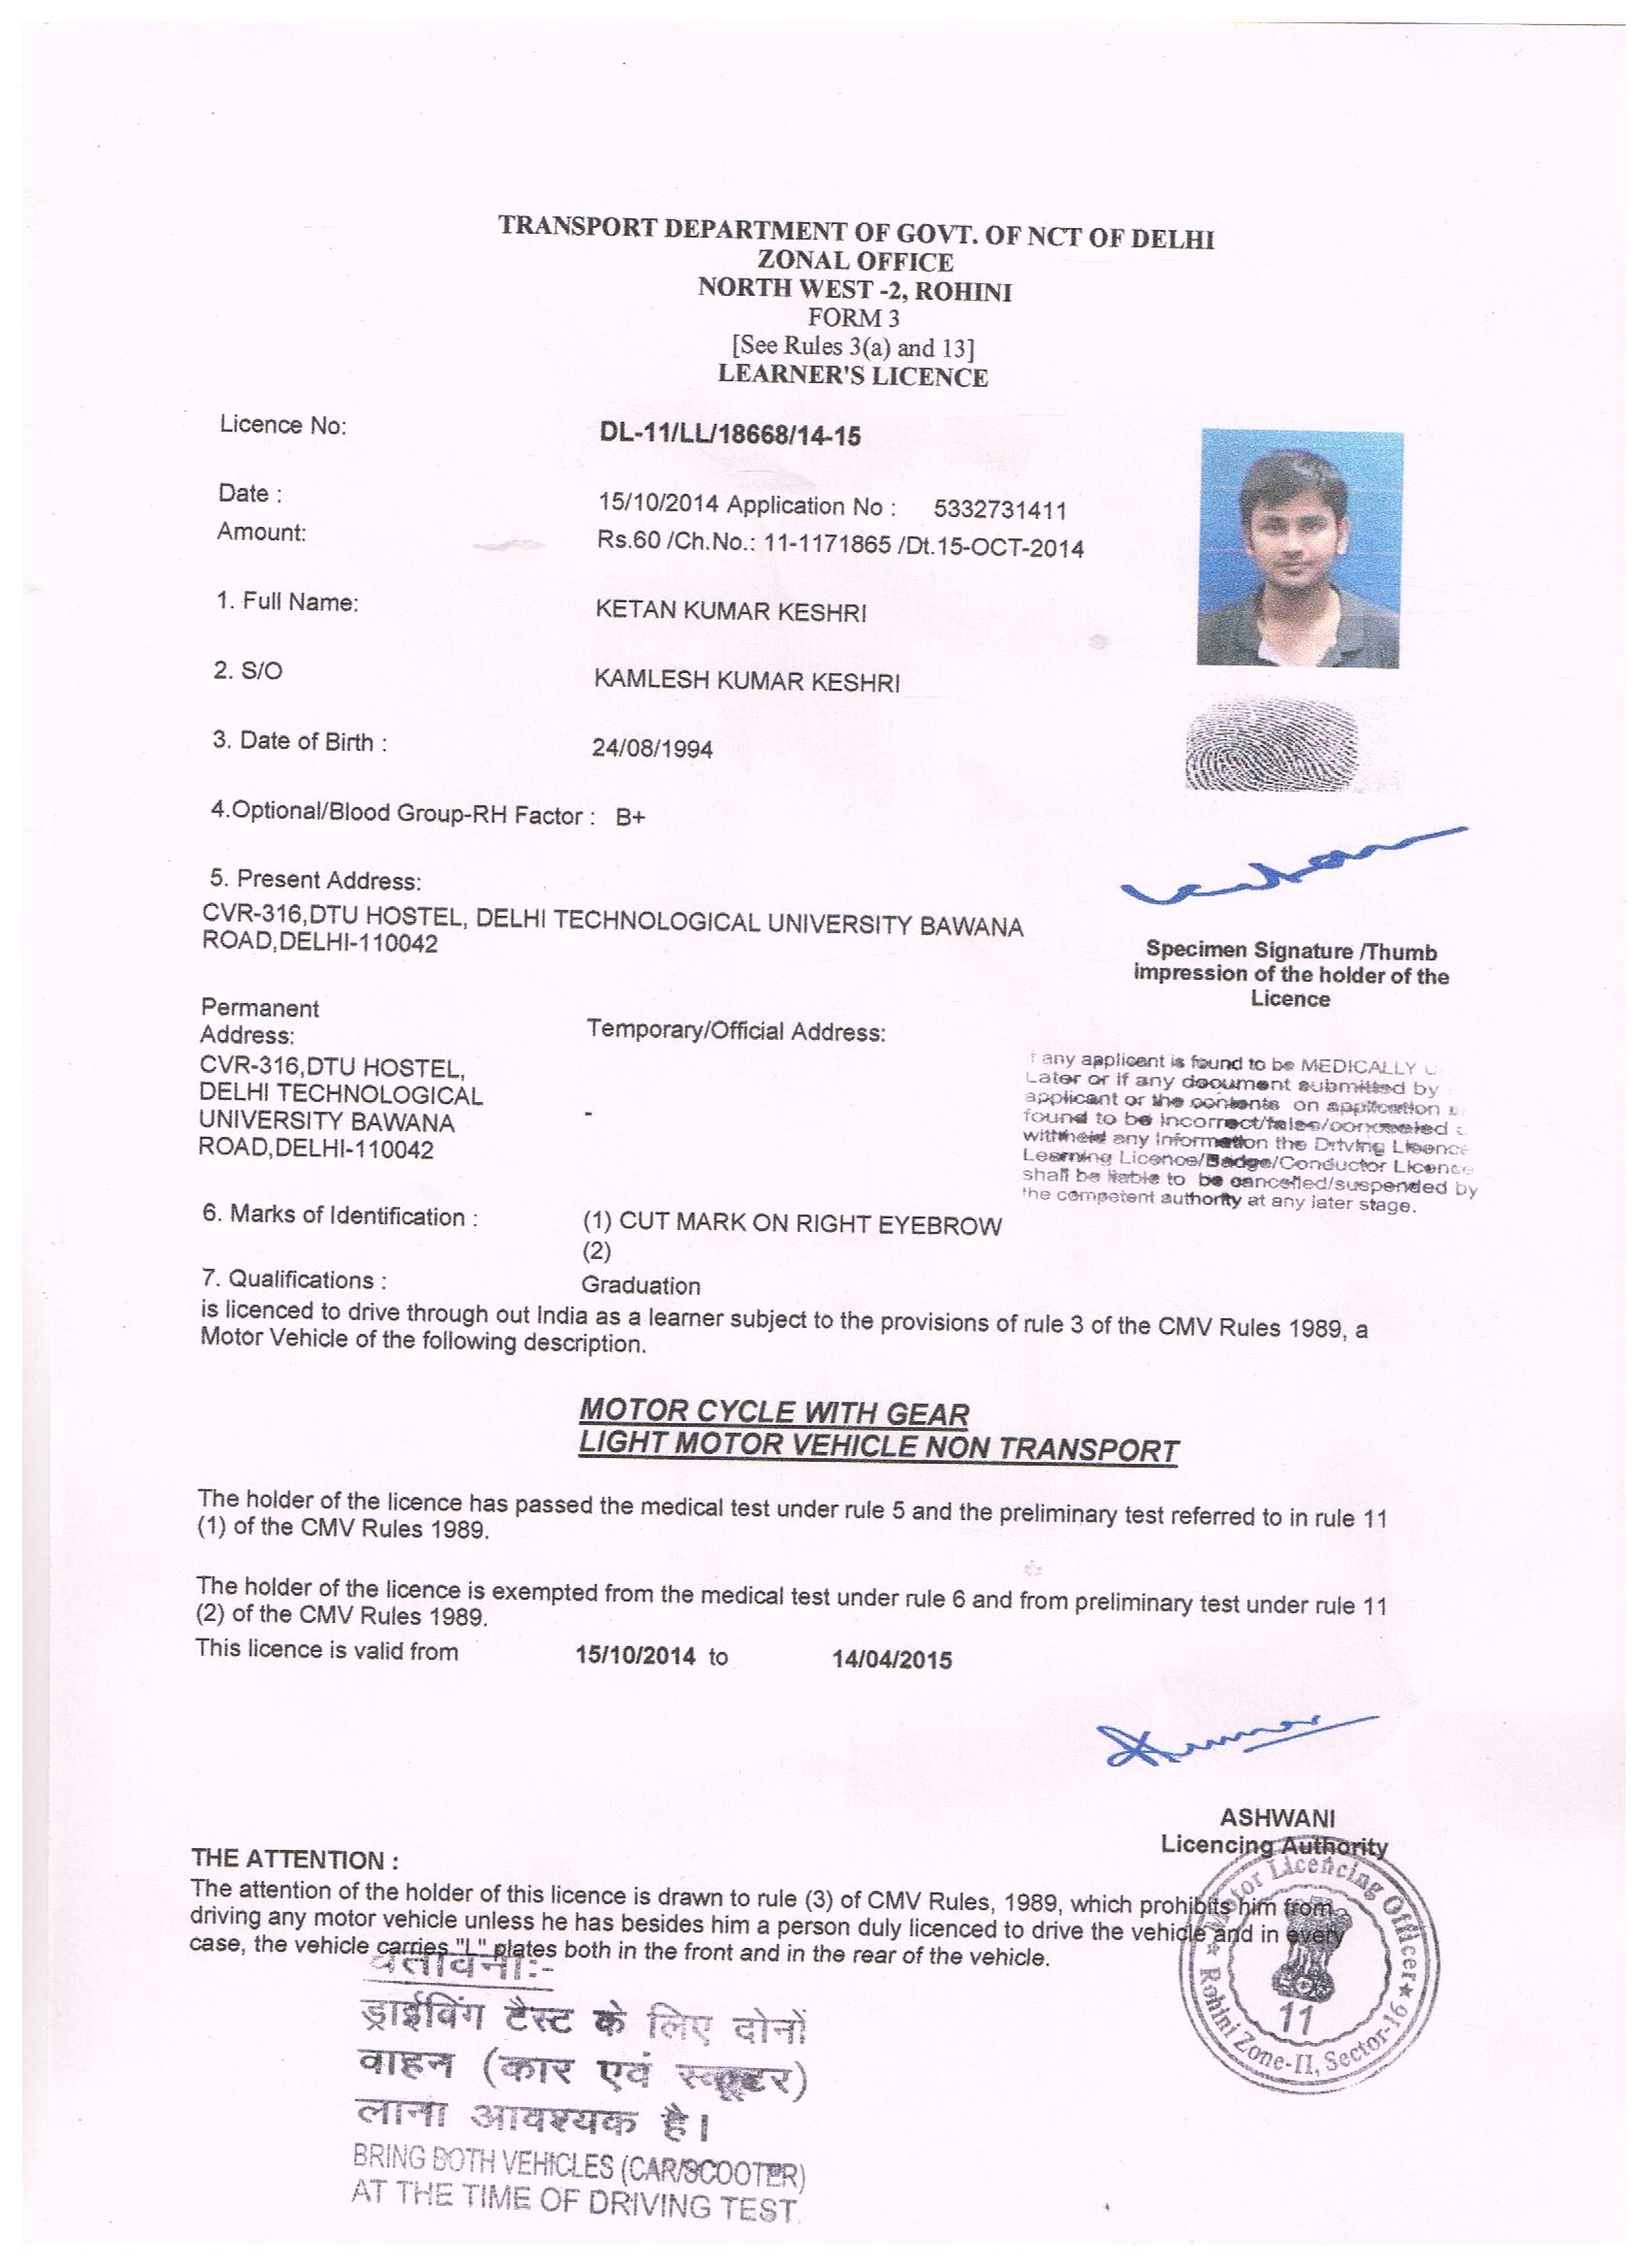 TRANSPORT DEPARTMENT OF GOVT. OF NCT OF DELHI
ZONAL OFFICE
NORTH WEST -2, ROHINI
FORM 3
[See Rules 3(a) and 13]
LEARNER'S LICENCE
Licence No: DL-11/LL/18668/14-15
Date : 15/10/2014 Application No : 5332731411
Amount: Rs.60 /Ch.No.: 11-1171865 /Dt.15-OCT-2014
1. Full Name: KETAN KUMAR KESHRI
2. S/O KAMLESH KUMAR KESHRI
3. Date of Birth : 24/08/1994
4.Optional/Blood Group-RH Factor : B+
5. Present Address:
CVR-316,DTU HOSTEL, DELHI TECHNOLOGICAL UNIVERSITY BAWANA
ROAD,DELHI-110042
Specimen Signature /Thumb
impression of the holder of the
Licence
Permanent
Address:
CVR-316,DTU HOSTEL,
DELHI TECHNOLOGICAL
UNIVERSITY BAWANA
ROAD,DELHI-110042
Temporary/Official Address:
-
any applicant is found to be MEDICALLY
Later or if any document submitted by
applicant or the contents on application
found to be incorrect/false/
withheld any information the Driving Licence
Learning Licence/Badge/Conductor Licence
shall be liable to be cancelled/suspended by
the competent authority at any later stage.
6. Marks of Identification : (1) CUT MARK ON RIGHT EYEBROW
(2)
7. Qualifications : Graduation
is licenced to drive through out India as a learner subject to the provisions of rule 3 of the CMV Rules 1989, a
Motor Vehicle of the following description.
MOTOR CYCLE WITH GEAR
LIGHT MOTOR VEHICLE NON TRANSPORT
The holder of the licence has passed the medical test under rule 5 and the preliminary test referred to in rule 11
(1) of the CMV Rules 1989.
The holder of the licence is exempted from the medical test under rule 6 and from preliminary test under rule 11
(2) of the CMV Rules 1989.
This licence is valid from 15/10/2014 to 14/04/2015
ASHWANI
Licencing Authority
Motor Licencing Officer
11
Rohini Zone-II, Sector-16
THE ATTENTION :
The attention of the holder of this licence is drawn to rule (3) of CMV Rules, 1989, which prohibits him from
driving any motor vehicle unless he has besides him a person duly licenced to drive the vehicle and in every
case, the vehicle carries "L" plates both in the front and in the rear of the vehicle.
चेतावनी:-
ड्राईविंग टैस्ट के लिए दोनों
वाहन (कार एवं स्कूटर)
लाना आवश्यक है।
BRING BOTH VEHICLES (CAR/SCOOTER)
AT THE TIME OF DRIVING TEST.